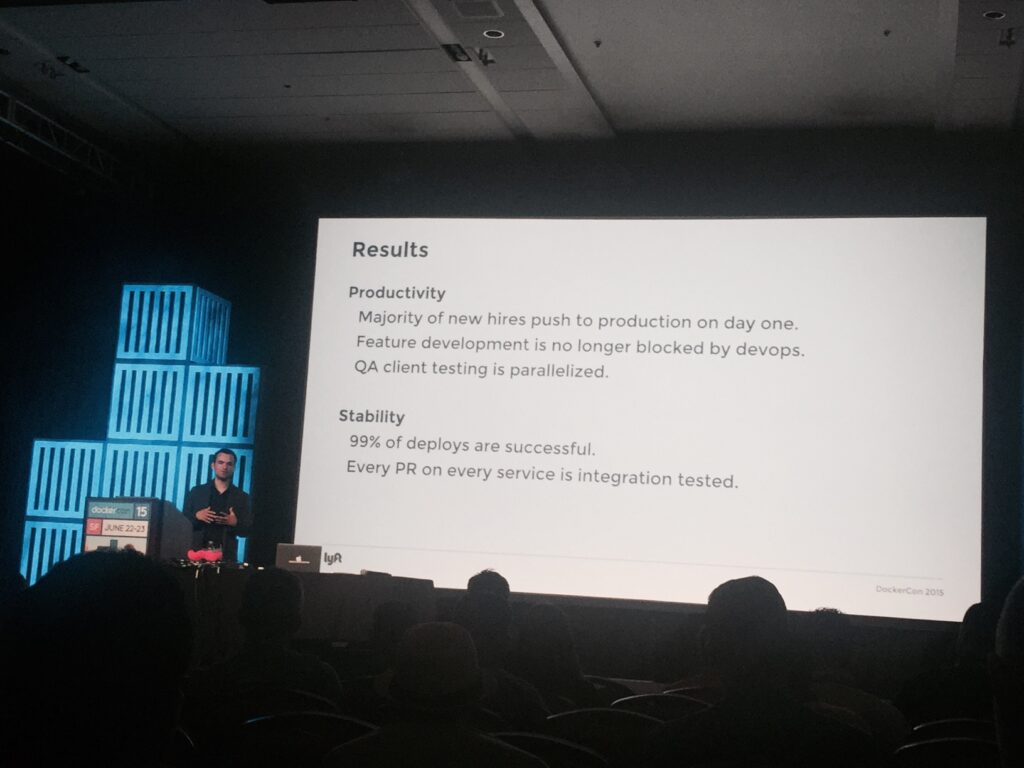 Results
Productivity
Majority of new hires push to production on day one.
Feature development is no longer blocked by devops.
QA client testing is parallelized.
Stability
99% of deploys are successful.
Every PR on every service is integration tested.
lyft
DockerCon 2015
dockercon 15
SF JUNE 22-23